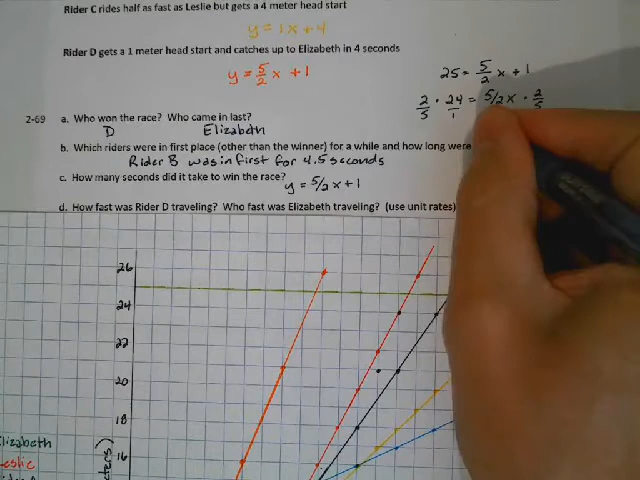 Rider C rides half as fast as Leslie but gets a 4 meter head start
y = 1x + 4
Rider D gets a 1 meter head start and catches up to Elizabeth in 4 seconds
y = 5/2 x + 1
25 = 5/2 x + 1
2/5 · 24/1 = 5/2x · 2/5
2-69 a. Who won the race? Who came in last?
D Elizabeth
b. Which riders were in first place (other than the winner) for a while and how long were
Rider B was in first for 4.5 seconds
c. How many seconds did it take to win the race?
y = 5/2x + 1
d. How fast was Rider D traveling? Who fast was Elizabeth traveling? (use unit rates)
26
24
22
20
18
16